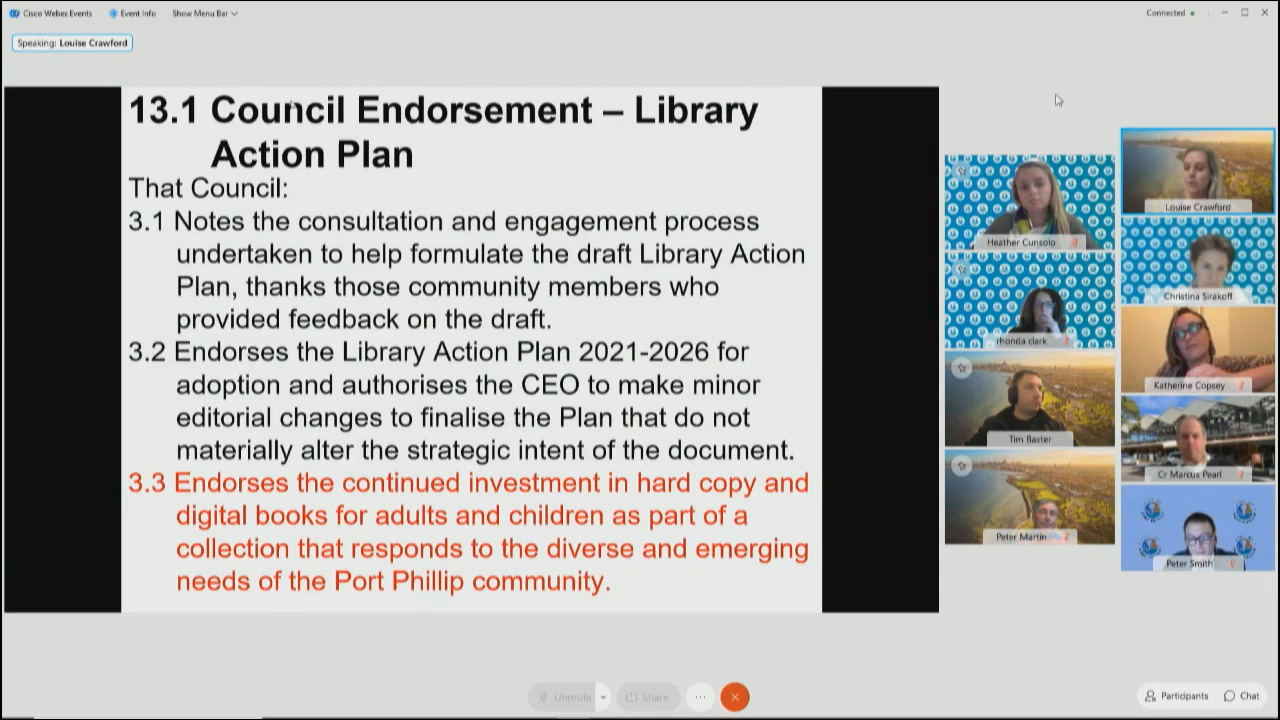 Cisco Webex Events
Event Info
Show Menu Bar
Connected
Speaking: Louise Crawford
13.1 Council Endorsement – Library
Action Plan
That Council:
3.1 Notes the consultation and engagement process
undertaken to help formulate the draft Library Action
Plan, thanks those community members who
provided feedback on the draft.
3.2 Endorses the Library Action Plan 2021-2026 for
adoption and authorises the CEO to make minor
editorial changes to finalise the Plan that do not
materially alter the strategic intent of the document.
3.3 Endorses the continued investment in hard copy and
digital books for adults and children as part of a
collection that responds to the diverse and emerging
needs of the Port Phillip community.
Heather Cunsolo
rhonda clark
Tim Baxter
Peter Martin
Louise Crawford
Christina Sirakoff
Katherine Copsey
Cr Marcus Pearl
Peter Smith
Unmute
Share
Participants
Chat